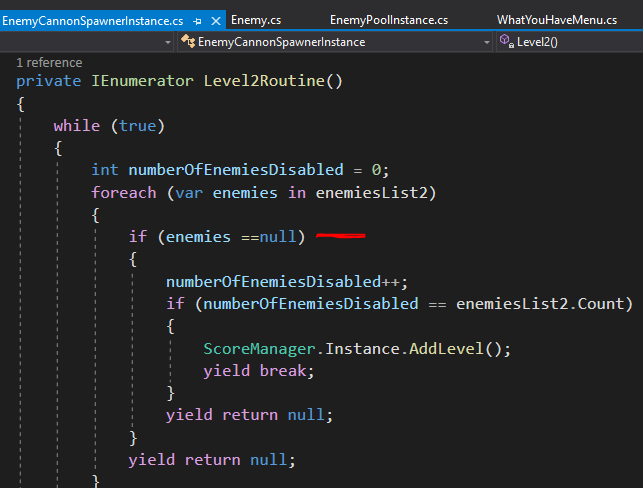 EnemyCannonSpawnerInstance.cs Enemy.cs EnemyPoolInstance.cs WhatYouHaveMenu.cs
EnemyCannonSpawnerInstance Level2()
1 reference
private IEnumerator Level2Routine()
{
while (true)
{
int numberOfEnemiesDisabled = 0;
foreach (var enemies in enemiesList2)
{
if (enemies ==null)
{
numberOfEnemiesDisabled++;
if (numberOfEnemiesDisabled == enemiesList2.Count)
{
ScoreManager.Instance.AddLevel();
yield break;
}
yield return null;
}
yield return null;
}